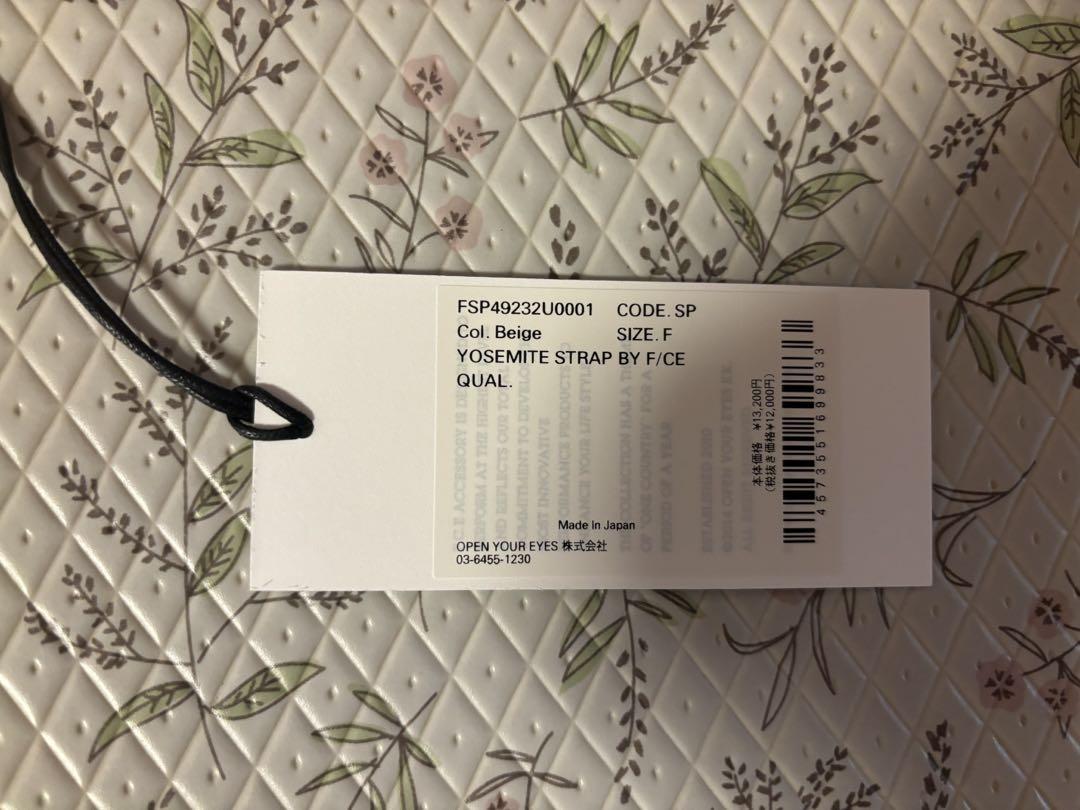 FSP49232U0001 CODE. SP
Col. Beige SIZE. F
YOSEMITE STRAP BY F/CE
QUAL.
Made In Japan
OPEN YOUR EYES 株式会社
03-6455-1230
本体価格 ¥13,200円
(税抜き価格¥12,000円)
4573551699833